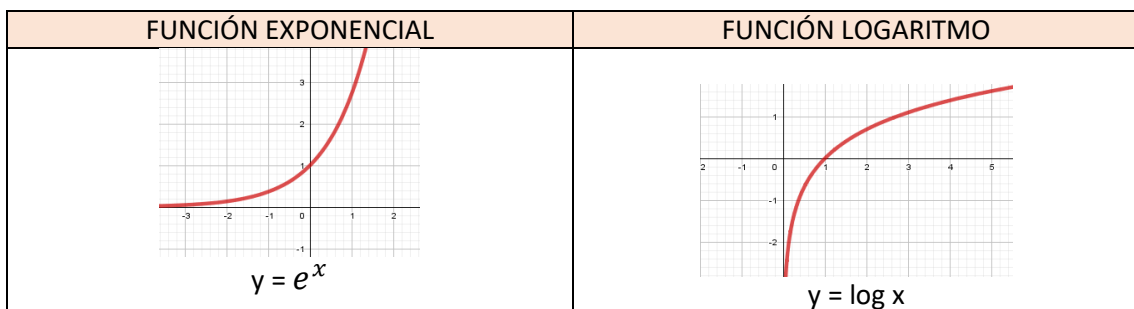 FUNCIÓN EXPONENCIAL
FUNCIÓN LOGARITMO
3
2
1
-3 -2 -1 0 1 2
-1
y = e^x
1
2 -1 0 1 2 3 4 5
-1
-2
y = log x